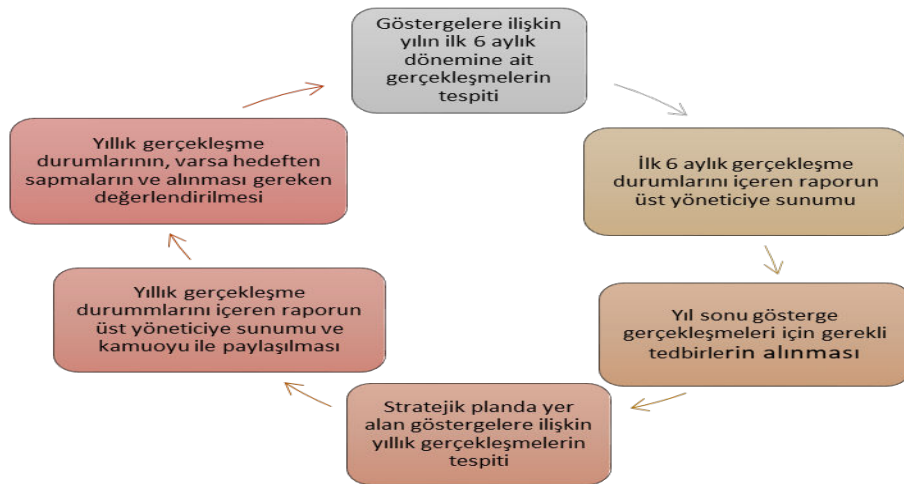 Göstergelere ilişkin
yılın ilk 6 aylık
dönemine ait
gerçekleşmelerin
tespiti
İlk 6 aylık gerçekleşme
durumlarını içeren raporun
üst yöneticiye sunumu
Yıl sonu gösterge
gerçekleşmeleri için gerekli
tedbirlerin alınması
Stratejik planda yer
alan göstergelere ilişkin
yıllık gerçekleşmelerin
tespiti
Yıllık gerçekleşme
durummlarını içeren raporun
üst yöneticiye sunumu ve
kamuoyu ile paylaşılması
Yıllık gerçekleşme
durumlarının, varsa hedeften
sapmaların ve alınması gereken
değerlendirilmesi